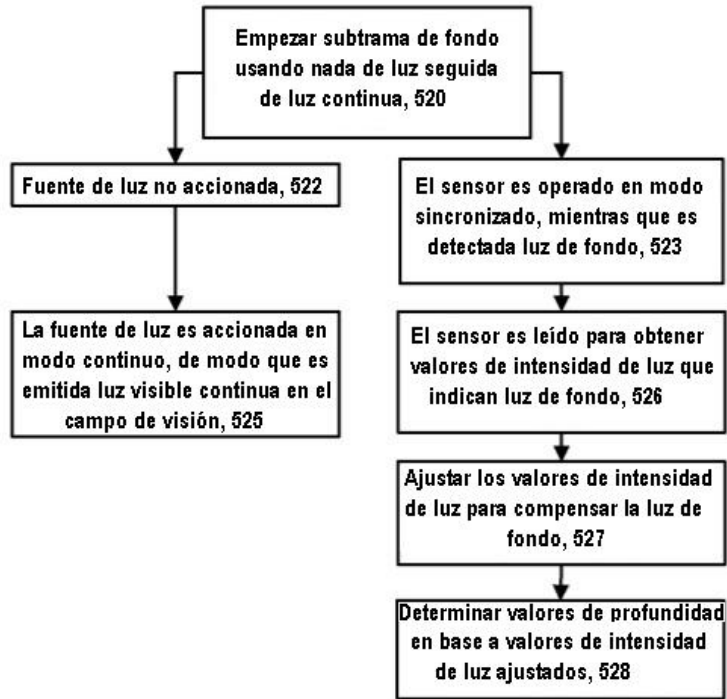 Empezar subtrama de fondo
usando nada de luz seguida
de luz continua, 520
Fuente de luz no accionada, 522
El sensor es operado en modo
sincronizado, mientras que es
detectada luz de fondo, 523
La fuente de luz es accionada en
modo continuo, de modo que es
emitida luz visible continua en el
campo de visión, 525
El sensor es leído para obtener
valores de intensidad de luz que
indican luz de fondo, 526
Ajustar los valores de intensidad
de luz para compensar la luz de
fondo, 527
Determinar valores de profundidad
en base a valores de intensidad
de luz ajustados, 528